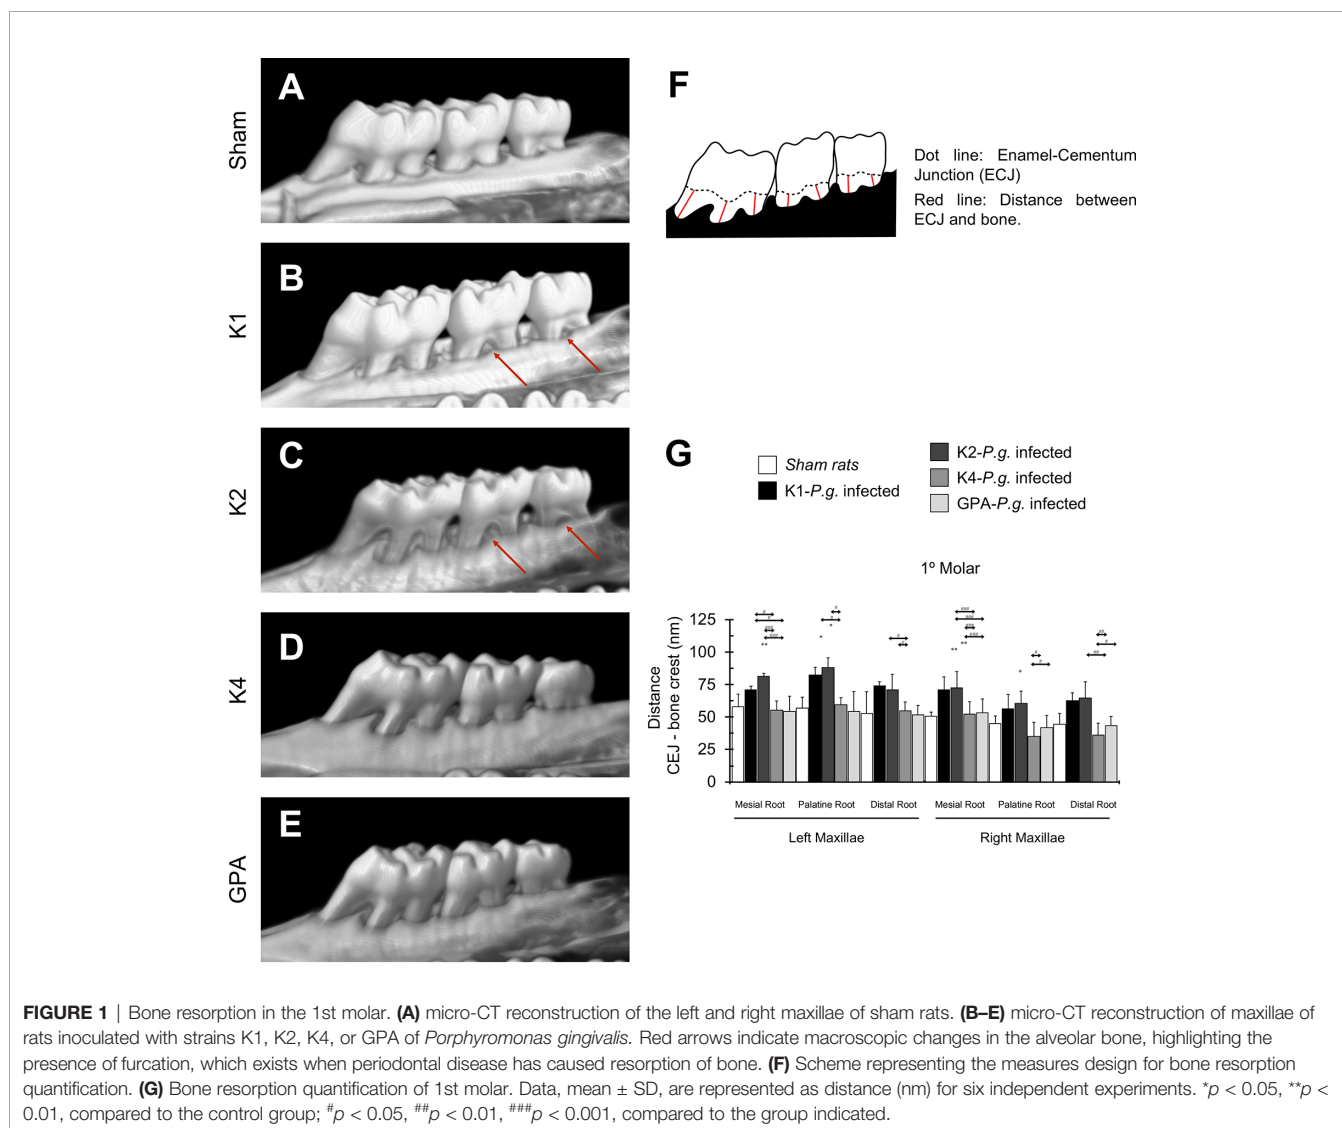 A
Sham
B
K1
C
K2
D
K4
E
GPA
F
Dot line: Enamel-Cementum
Junction (ECJ)
Red line: Distance between
ECJ and bone.
G
Sham rats
K1-P.g. infected
K2-P.g. infected
K4-P.g. infected
GPA-P.g. infected
1º Molar
Distance
CEJ - bone crest (nm)
125
100
75
50
25
0
Mesial Root Palatine Root Distal Root Mesial Root Palatine Root Distal Root
Left Maxillae Right Maxillae
FIGURE 1 | Bone resorption in the 1st molar. (A) micro-CT reconstruction of the left and right maxillae of sham rats. (B–E) micro-CT reconstruction of maxillae of
rats inoculated with strains K1, K2, K4, or GPA of Porphyromonas gingivalis. Red arrows indicate macroscopic changes in the alveolar bone, highlighting the
presence of furcation, which exists when periodontal disease has caused resorption of bone. (F) Scheme representing the measures design for bone resorption
quantification. (G) Bone resorption quantification of 1st molar. Data, mean ± SD, are represented as distance (nm) for six independent experiments. *p < 0.05, **p <
0.01, compared to the control group; #p < 0.05, ##p < 0.01, ###p < 0.001, compared to the group indicated.